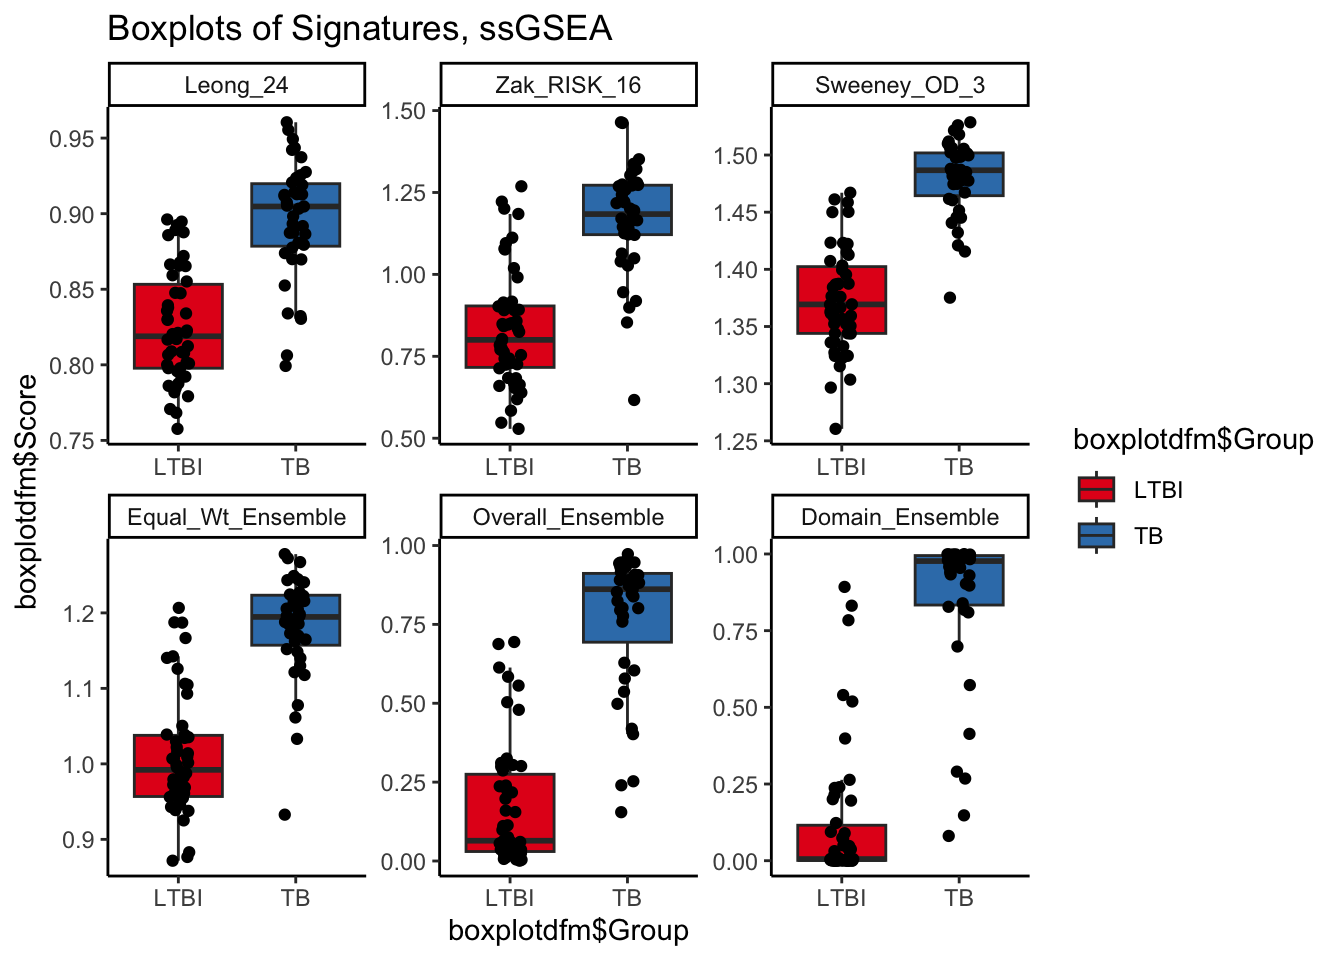 Boxplots of Signatures, ssGSEA
Leong_24
Zak_RISK_16
Sweeney_OD_3
0.95
0.90
0.85
0.80
0.75
1.50
1.25
1.00
0.75
0.50
1.50
1.45
1.40
1.35
1.30
1.25
LTBI TB
LTBI TB
LTBI TB
boxplotdfm$Score
Equal_Wt_Ensemble
Overall_Ensemble
Domain_Ensemble
1.2
1.1
1.0
0.9
1.00
0.75
0.50
0.25
0.00
1.00
0.75
0.50
0.25
0.00
LTBI TB
LTBI TB
LTBI TB
boxplotdfm$Group
boxplotdfm$Group
LTBI
TB